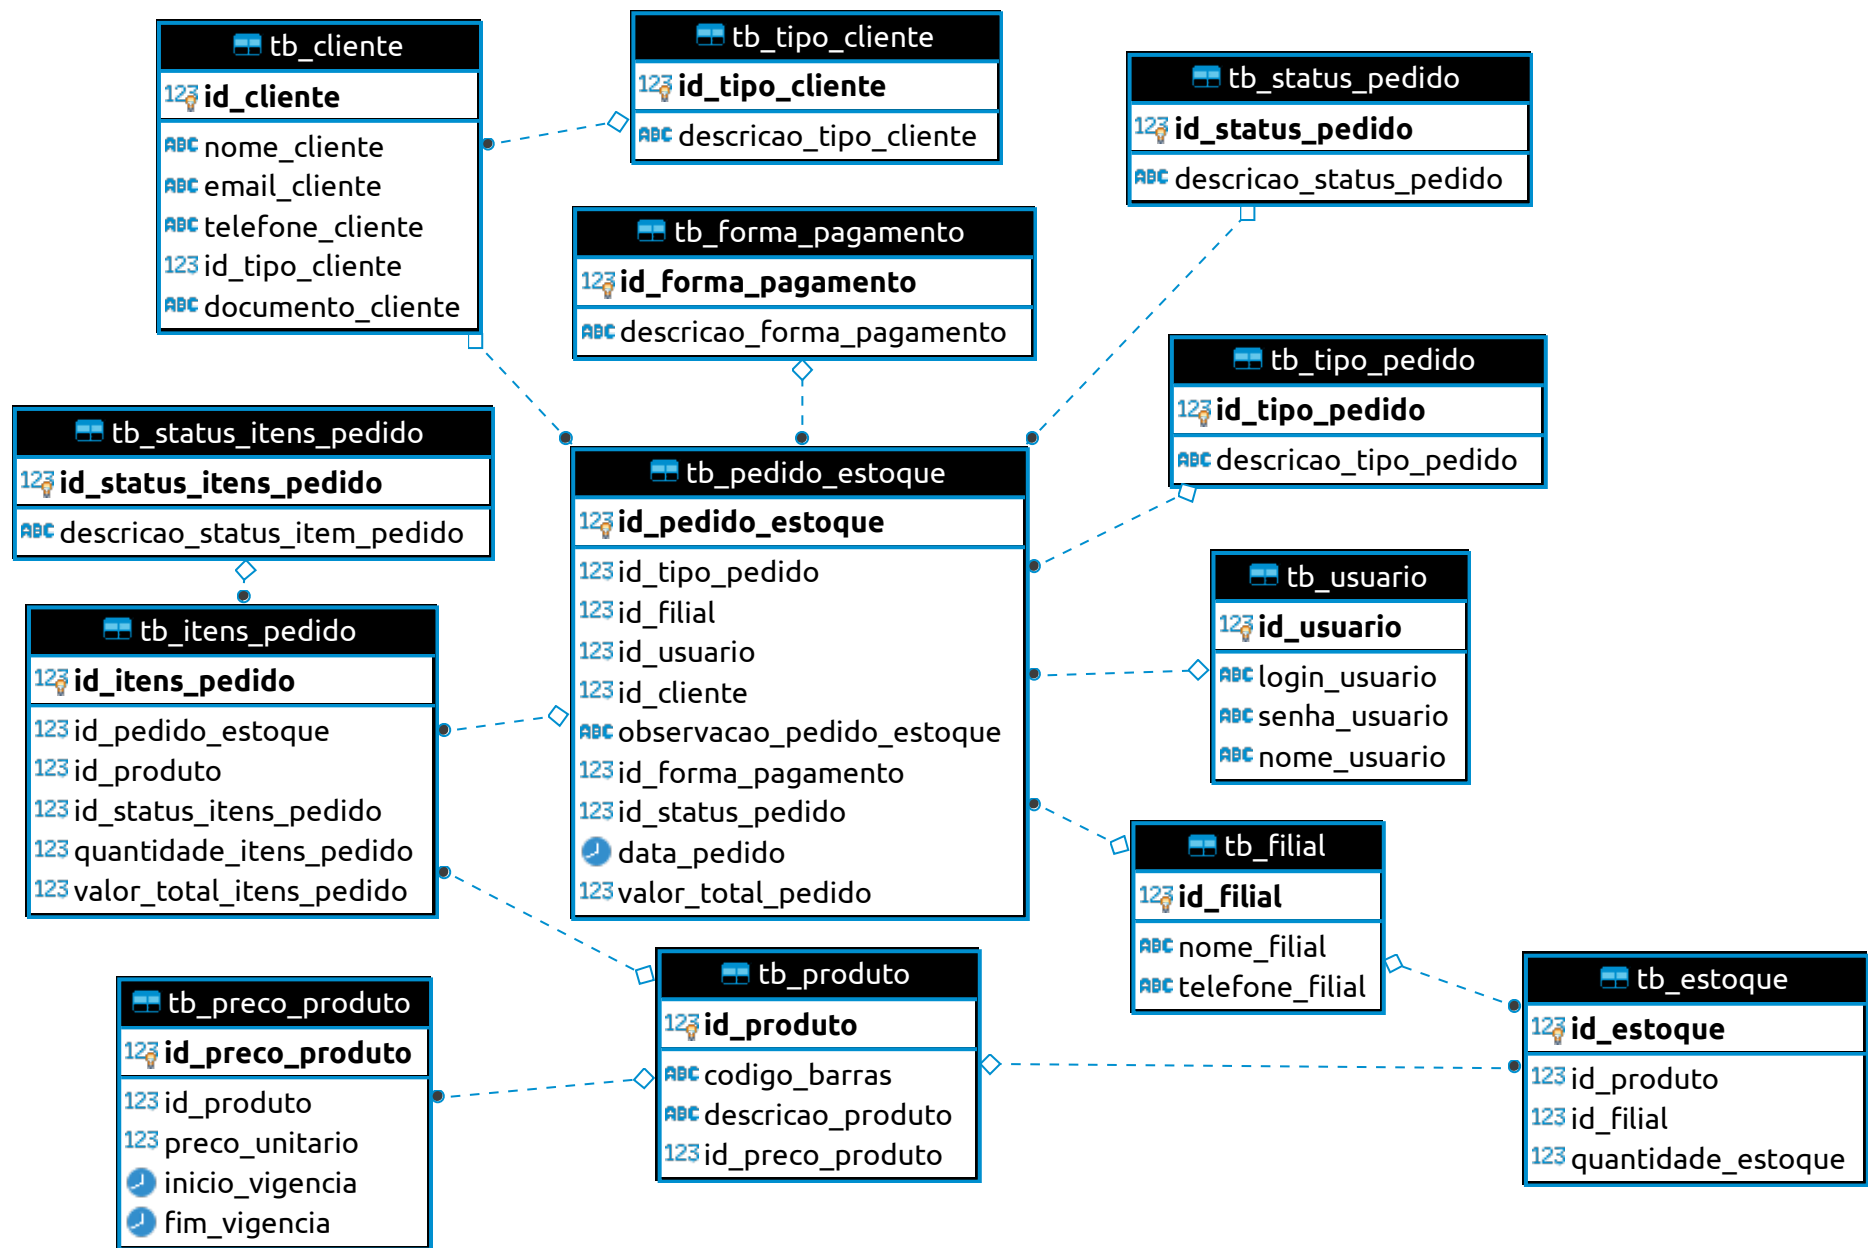 tb_cliente
id_cliente
nome_cliente
email_cliente
telefone_cliente
id_tipo_cliente
documento_cliente
tb_tipo_cliente
id_tipo_cliente
descricao_tipo_cliente
tb_status_pedido
id_status_pedido
descricao_status_pedido
tb_forma_pagamento
id_forma_pagamento
descricao_forma_pagamento
tb_tipo_pedido
id_tipo_pedido
descricao_tipo_pedido
tb_status_itens_pedido
id_status_itens_pedido
descricao_status_item_pedido
tb_pedido_estoque
id_pedido_estoque
id_tipo_pedido
id_filial
id_usuario
id_cliente
observacao_pedido_estoque
id_forma_pagamento
id_status_pedido
data_pedido
valor_total_pedido
tb_usuario
id_usuario
login_usuario
senha_usuario
nome_usuario
tb_itens_pedido
id_itens_pedido
id_pedido_estoque
id_produto
id_status_itens_pedido
quantidade_itens_pedido
valor_total_itens_pedido
tb_filial
id_filial
nome_filial
telefone_filial
tb_preco_produto
id_preco_produto
id_produto
preco_unitario
inicio_vigencia
fim_vigencia
tb_produto
id_produto
codigo_barras
descricao_produto
id_preco_produto
tb_estoque
id_estoque
id_produto
id_filial
quantidade_estoque